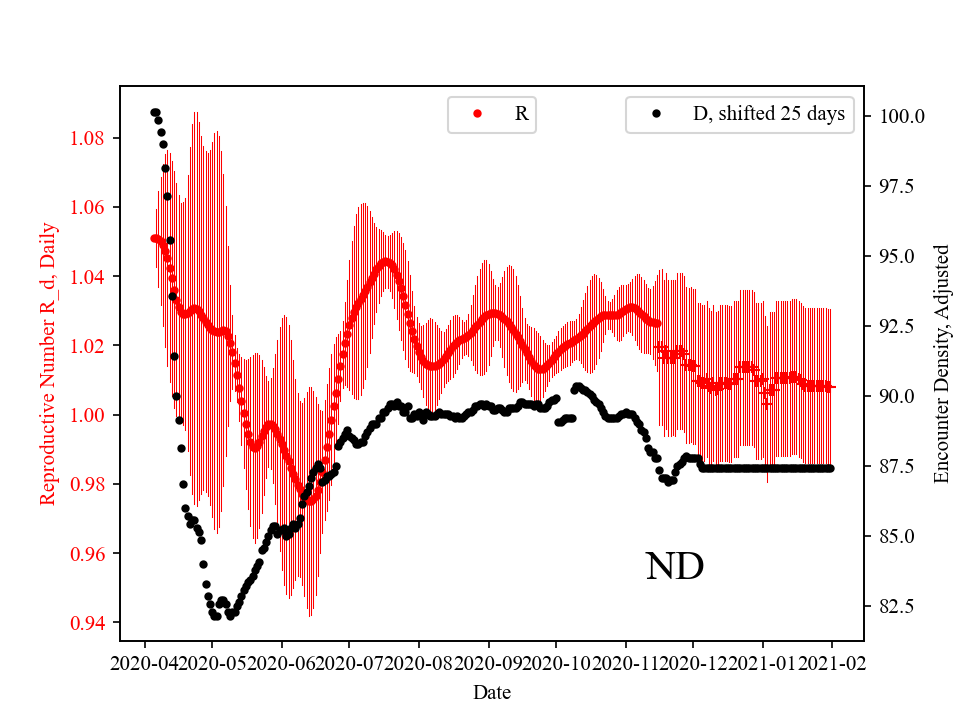 R
D, shifted 25 days
Reproductive Number R_d, Daily
1.08
1.06
1.04
1.02
1.00
0.98
0.96
0.94
100.0
97.5
95.0
92.5
90.0
87.5
85.0
82.5
Encounter Density, Adjusted
ND
2020-04 2020-05 2020-06 2020-07 2020-08 2020-09 2020-10 2020-11 2020-12 2021-01 2021-02
Date